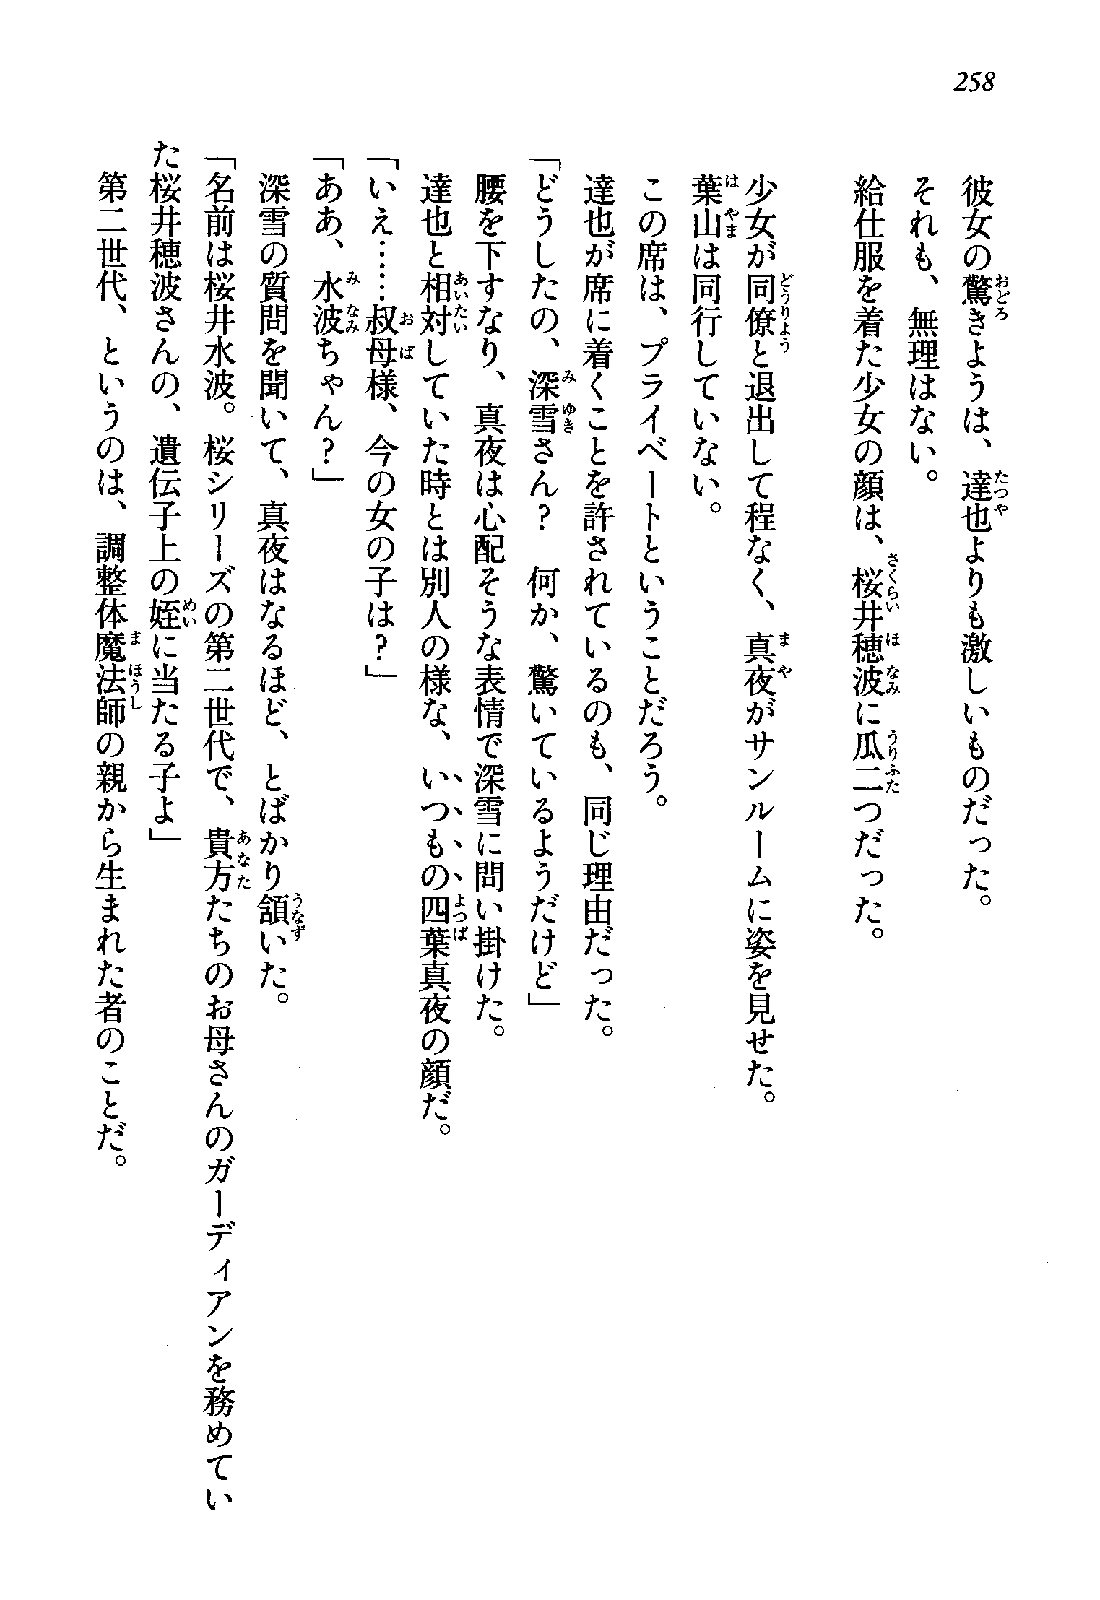 258
彼女の驚きようは、達也よりも激しいものだった。
それも、無理はない。
給仕服を着た少女の顔は、桜井穂波に瓜二つだった。
少女が同僚と退出して程なく、真夜がサンルームに姿を見せた。
葉山は同行していない。
この席は、プライベートということだろう。
達也が席に着くことを許されているのも、同じ理由だった。
「どうしたの、深雪さん？　何か、驚いているようだけど」
腰を下すなり、真夜は心配そうな表情で深雪に問い掛けた。
達也と相対していた時とは別人の様な、いつもの四葉真夜の顔だ。
「いえ……叔母様、今の女の子は？」
「ああ、水波ちゃん？」
深雪の質問を聞いて、真夜はなるほど、とばかり頷いた。
「名前は桜井水波。桜シリーズの第二世代で、貴方たちのお母さんのガーディアンを務めてい
た桜井穂波さんの、遺伝子上の姪に当たる子よ」
第二世代、というのは、調整体魔法師の親から生まれた者のことだ。